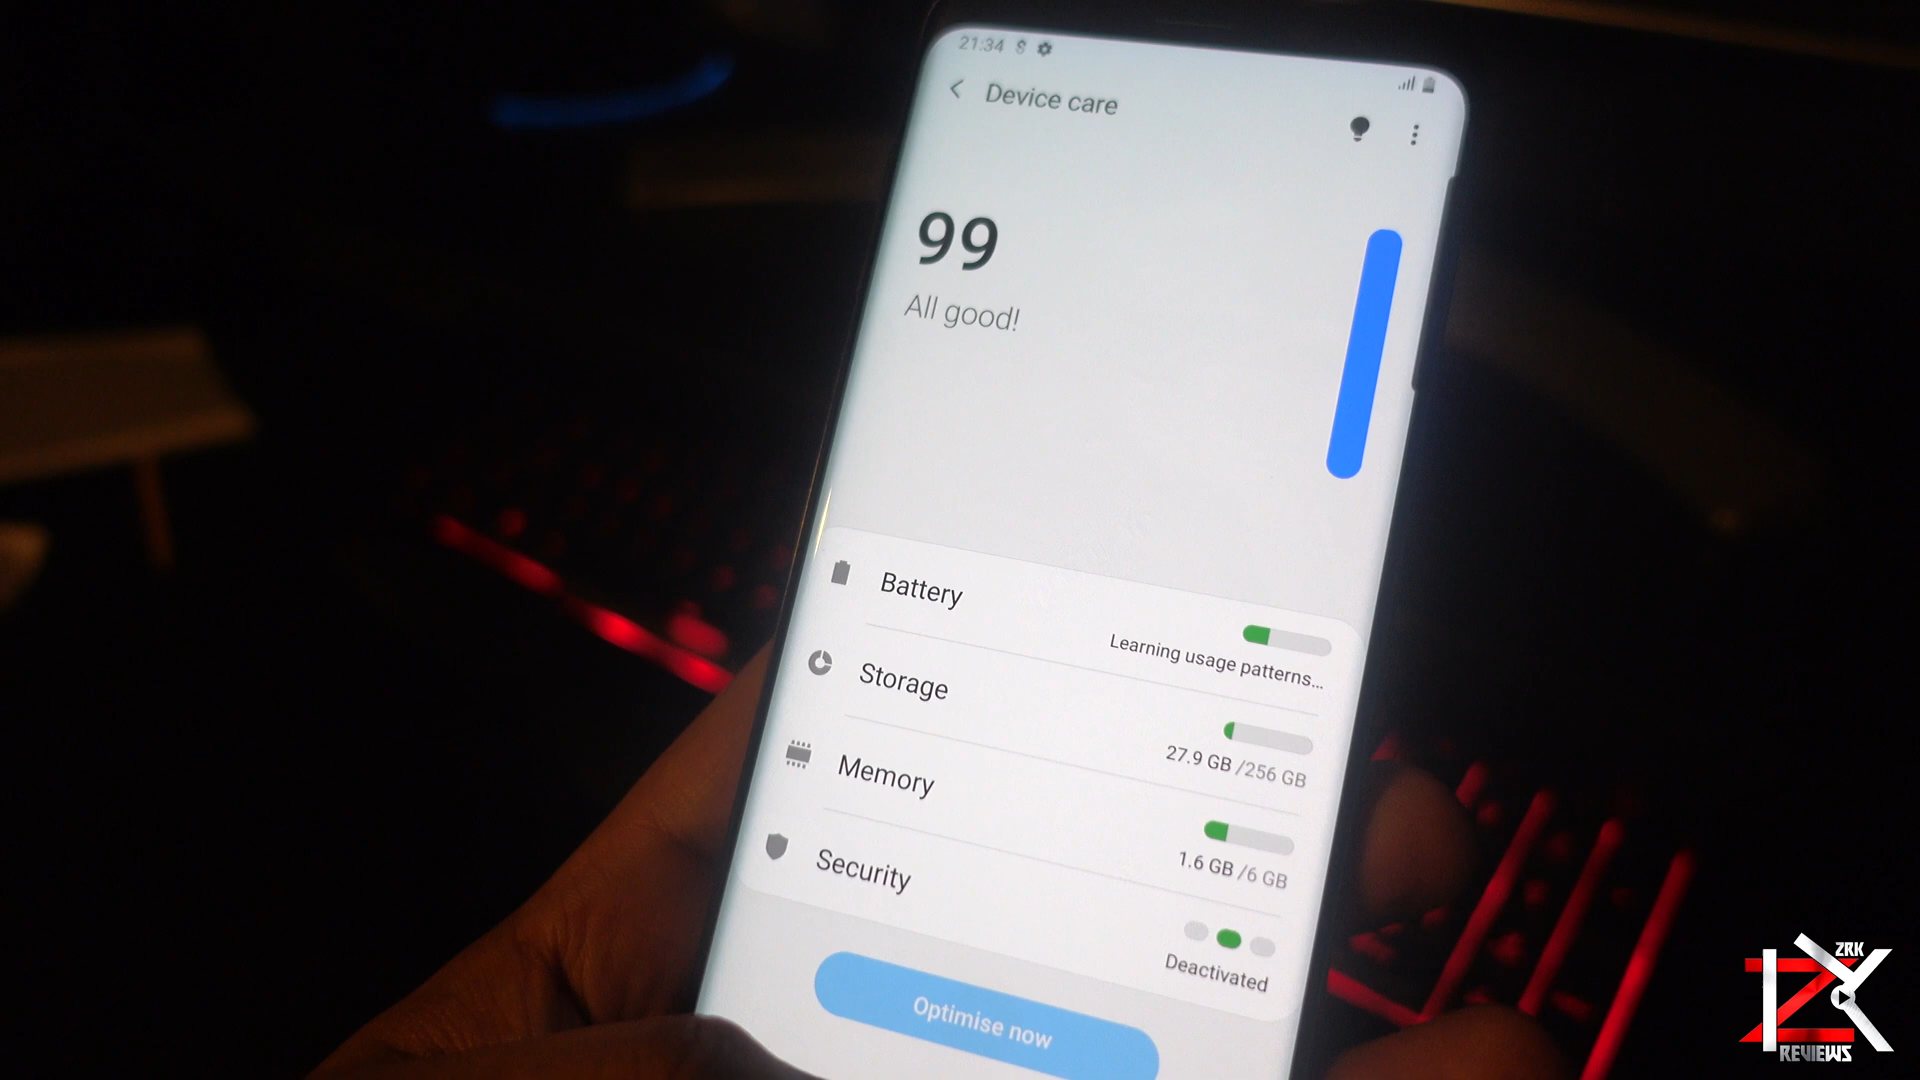 21:34
Device care
99
All good!
Battery
Learning usage patterns...
Storage
27.9 GB /256 GB
Memory
1.6 GB /6 GB
Security
Deactivated
Optimise now
ZRK
REVIEWS